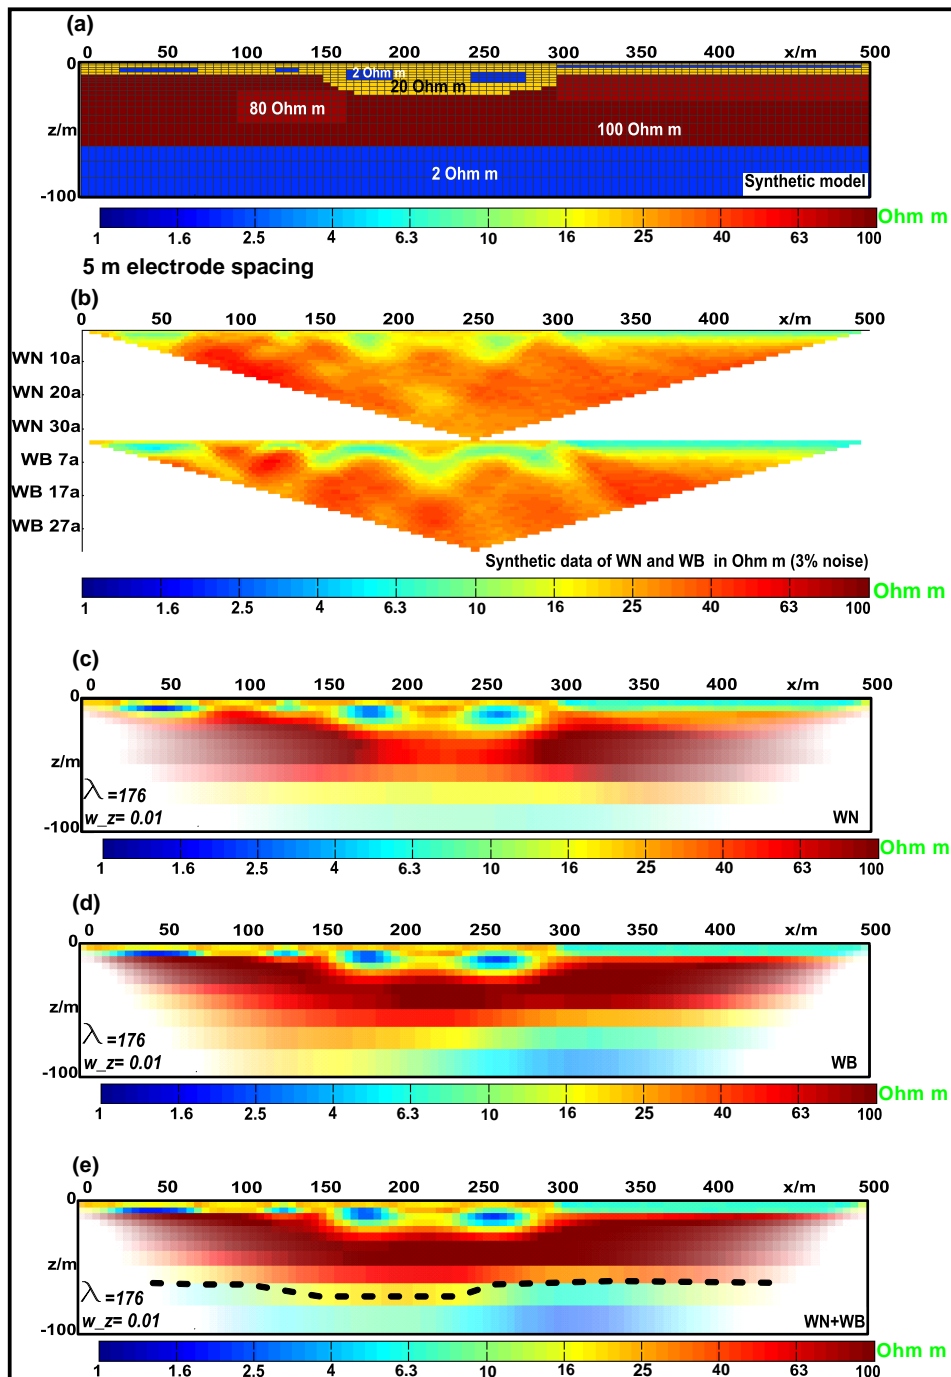 (a)
0 50 100 150 200 250 300 x/m 500
0
2 Ohm m
20 Ohm m
80 Ohm m
100 Ohm m
z/m
2 Ohm m
Synthetic model
-100
Ohm m
1 1.6 2.5 4 6.3 10 16 25 40 63 100
5 m electrode spacing
(b)
0 50 100 150 200 250 300 350 400 x/m 500
WN 10a
WN 20a
WN 30a
WB 7a
WB 17a
WB 27a
Synthetic data of WN and WB in Ohm m (3% noise)
Ohm m
1 1.6 2.5 4 6.3 10 16 25 40 63 100
(c)
0 50 100 150 200 250 300 350 400 x/m 500
0
z/m
λ=176
w_z= 0.01
WN
-100
Ohm m
1 1.6 2.5 4 6.3 10 16 25 40 63 100
(d)
0 50 100 150 200 250 300 350 400 x/m 500
0
z/m
λ=176
w_z= 0.01
WB
-100
Ohm m
1 1.6 2.5 4 6.3 10 16 25 40 63 100
(e)
0 50 100 150 200 250 300 350 400 x/m 500
0
z/m
λ=176
w_z= 0.01
WN+WB
-100
Ohm m
1 1.6 2.5 4 6.3 10 16 25 40 63 100